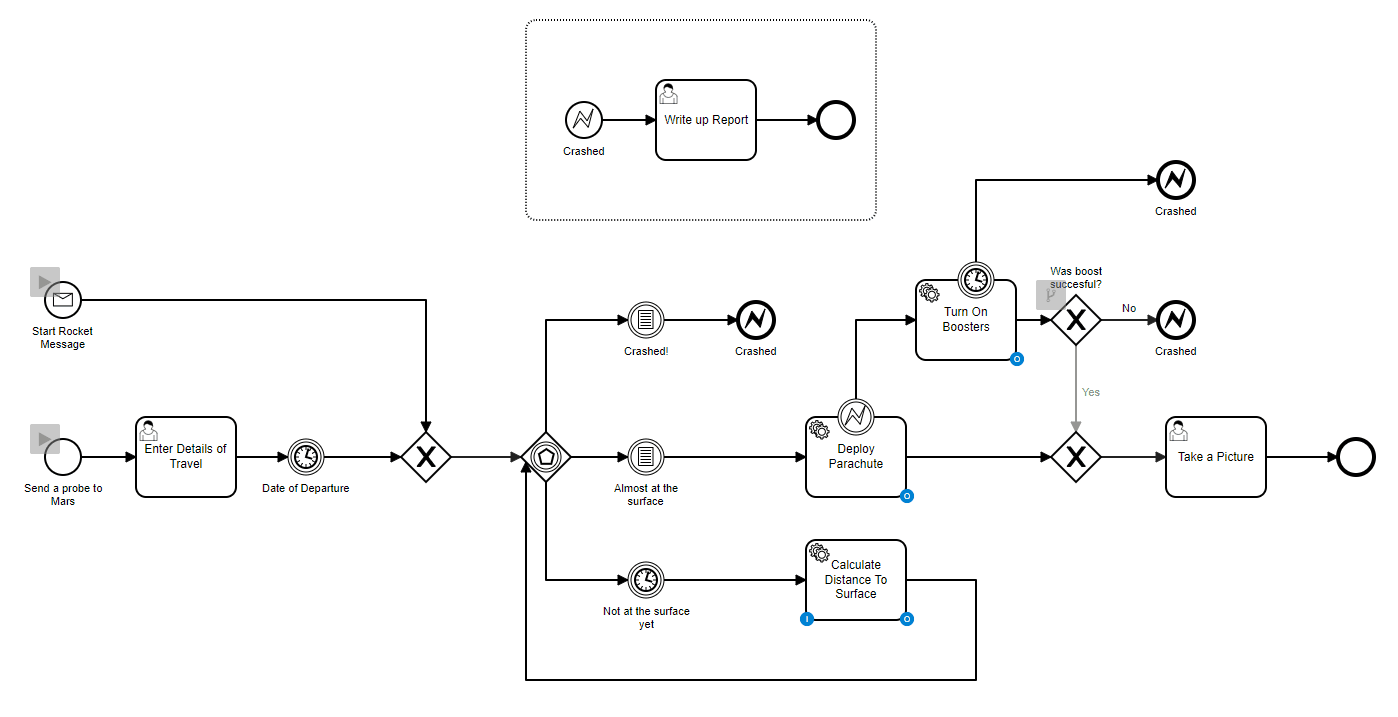 Write up Report
Crashed
Crashed
Was boost
succesful?
Start Rocket
Message
Turn On
Boosters
No
Crashed!
Crashed
Crashed
Yes
Enter Details of
Travel
Deploy
Parachute
Take a Picture
Send a probe to
Mars
Date of Departure
Almost at the
surface
O
O
Calculate
Distance To
Surface
Not at the surface
yet
I
O